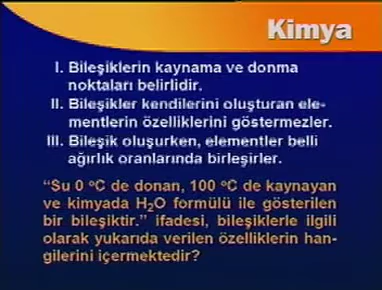 Kimya
I. Bileşiklerin kaynama ve donma
noktaları belirlidir.
II. Bileşikler kendilerini oluşturan ele-
mentlerin özelliklerini göstermezler.
III. Bileşik oluşurken, elementler belli
ağırlık oranlarında birleşirler.
“Su 0 °C de donan, 100 °C de kaynayan
ve kimyada H₂O formülü ile gösterilen
bir bileşiktir.” ifadesi, bileşiklerle ilgili
olarak yukarıda verilen özelliklerin han-
gilerini içermektedir?